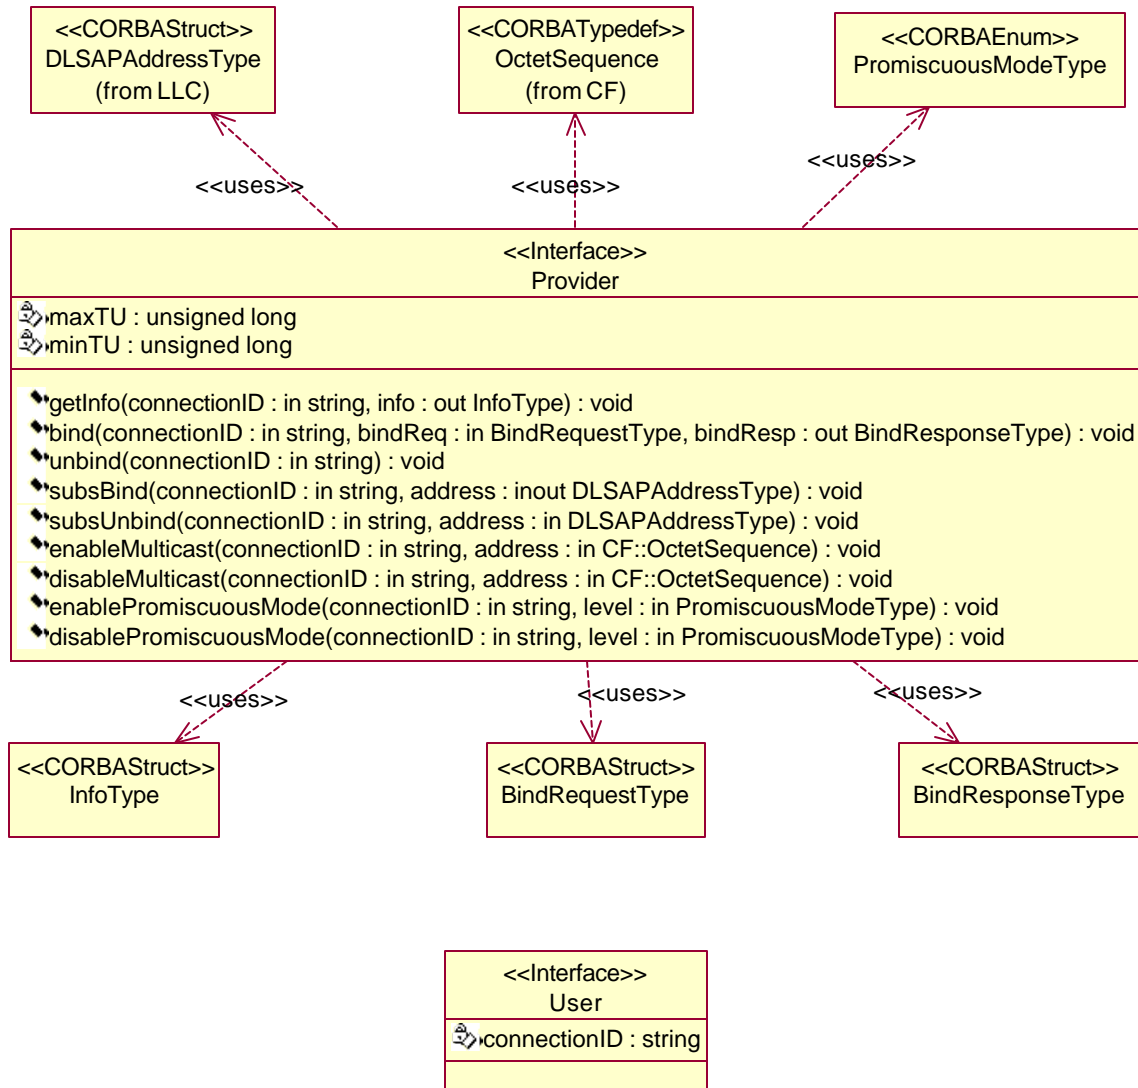 <<CORBAStruct>>
DLSAPAddressType
(from LLC)
<<CORBATypedef>>
OctetSequence
(from CF)
<<CORBAEnum>>
PromiscuousModeType
<<uses>>
<<uses>>
<<uses>>
<<Interface>>
Provider
maxTU : unsigned long
minTU : unsigned long
getInfo(connectionID : in string, info : out InfoType) : void
bind(connectionID : in string, bindReq : in BindRequestType, bindResp : out BindResponseType) : void
unbind(connectionID : in string) : void
subsBind(connectionID : in string, address : inout DLSAPAddressType) : void
subsUnbind(connectionID : in string, address : in DLSAPAddressType) : void
enableMulticast(connectionID : in string, address : in CF::OctetSequence) : void
disableMulticast(connectionID : in string, address : in CF::OctetSequence) : void
enablePromiscuousMode(connectionID : in string, level : in PromiscuousModeType) : void
disablePromiscuousMode(connectionID : in string, level : in PromiscuousModeType) : void
<<uses>>
<<uses>>
<<uses>>
<<CORBAStruct>>
InfoType
<<CORBAStruct>>
BindRequestType
<<CORBAStruct>>
BindResponseType
<<Interface>>
User
connectionID : string